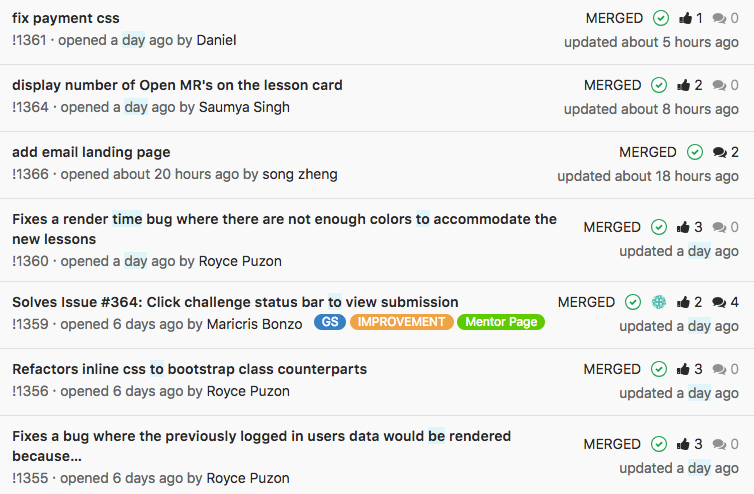 fix payment css
MERGED 1 0
!1361 · opened a day ago by Daniel
updated about 5 hours ago
display number of Open MR's on the lesson card
MERGED 2 0
!1364 · opened a day ago by Saumya Singh
updated about 8 hours ago
add email landing page
MERGED 2
!1366 · opened about 20 hours ago by song zheng
updated about 18 hours ago
Fixes a render time bug where there are not enough colors to accommodate the
new lessons
MERGED 3 0
!1360 · opened a day ago by Royce Puzon
updated a day ago
Solves Issue #364: Click challenge status bar to view submission
MERGED 2 4
!1359 · opened 6 days ago by Maricris Bonzo GS IMPROVEMENT Mentor Page
updated a day ago
Refactors inline css to bootstrap class counterparts
MERGED 3 0
!1356 · opened 6 days ago by Royce Puzon
updated a day ago
Fixes a bug where the previously logged in users data would be rendered
because...
MERGED 3 0
!1355 · opened 6 days ago by Royce Puzon
updated a day ago